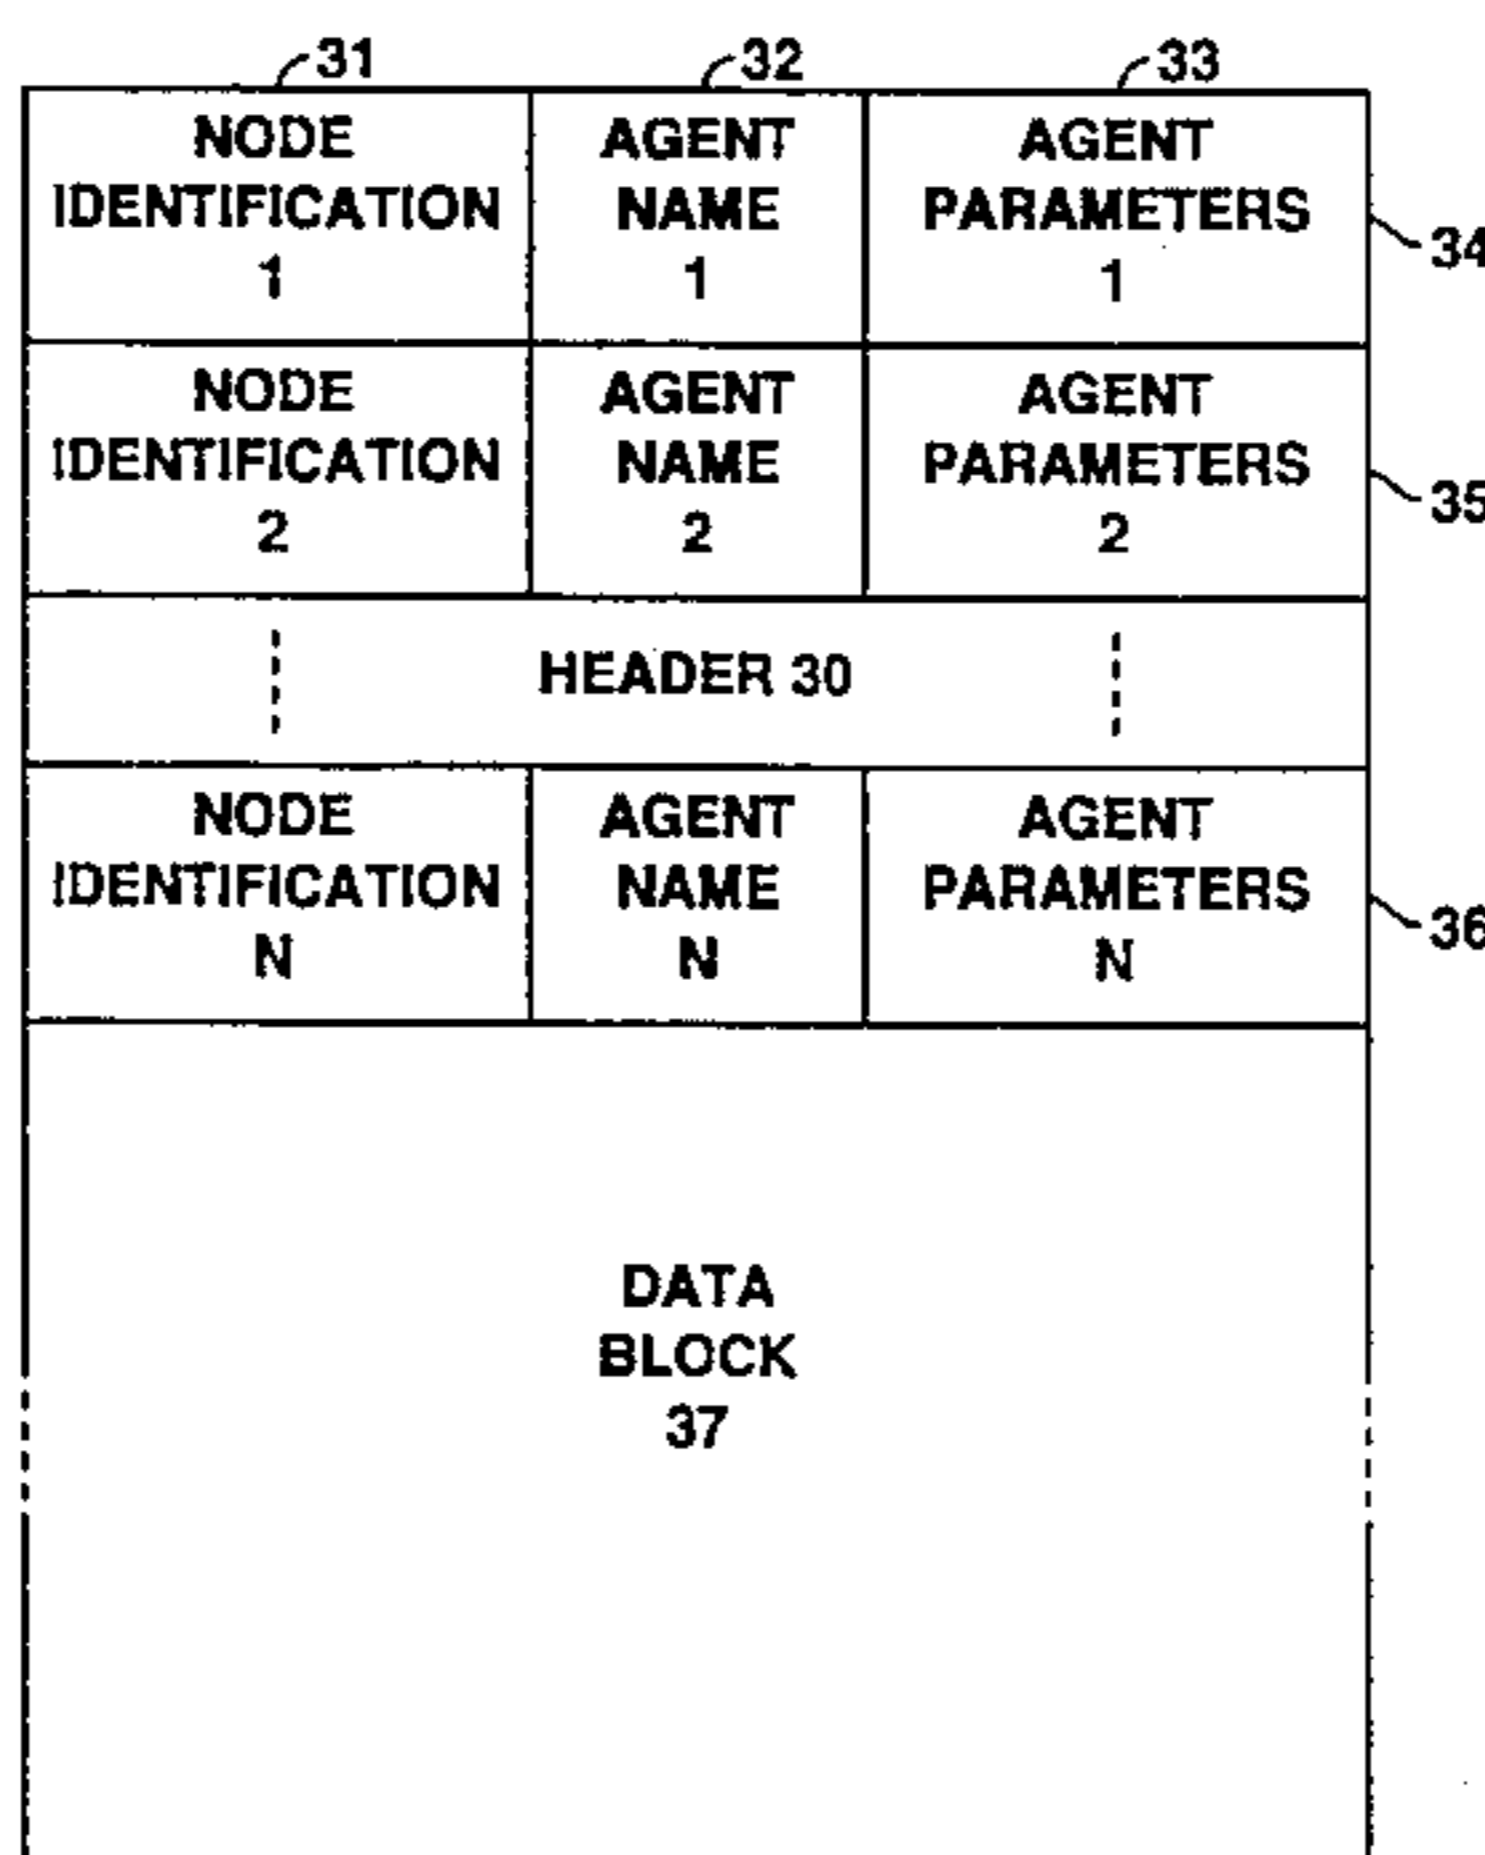 31 32 33
NODE IDENTIFICATION 1
AGENT NAME 1
AGENT PARAMETERS 1
34
NODE IDENTIFICATION 2
AGENT NAME 2
AGENT PARAMETERS 2
35
HEADER 30
NODE IDENTIFICATION N
AGENT NAME N
AGENT PARAMETERS N
36
DATA
BLOCK
37